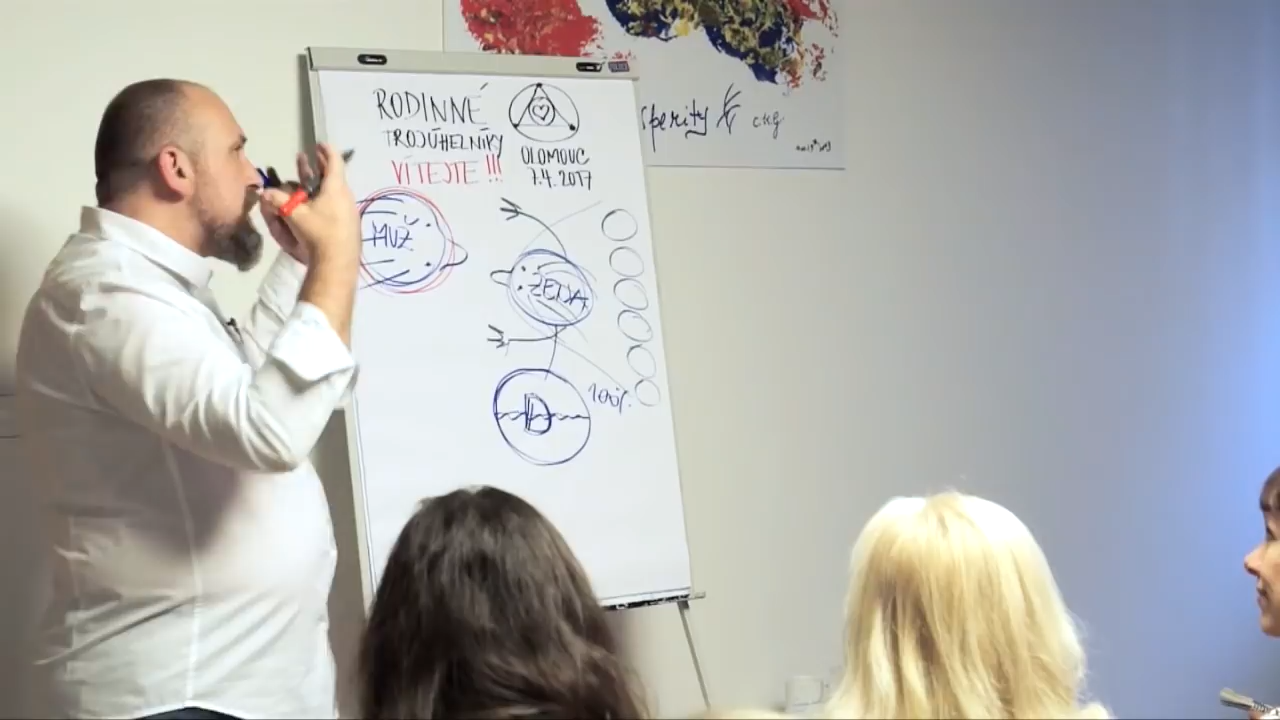 RODINNÉ
TROJÚHELNÍKY
VÍTEJTE !!!
OLOMOUC
7.4.2017
MUŽ
ŽENA
D
100%
sperity